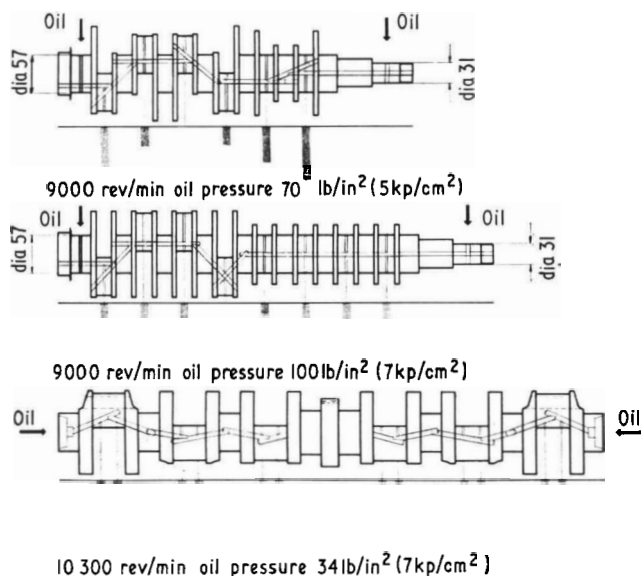 Oil Oil
dia 57
dia 31
9000 rev/min oil pressure 70 lb/in² (5kp/cm²)
Oil Oil
dia 57
dia 31
9000 rev/min oil pressure 100lb/in² (7kp/cm²)
Oil Oil
10 300 rev/min oil pressure 34lb/in² (7kp/cm²)